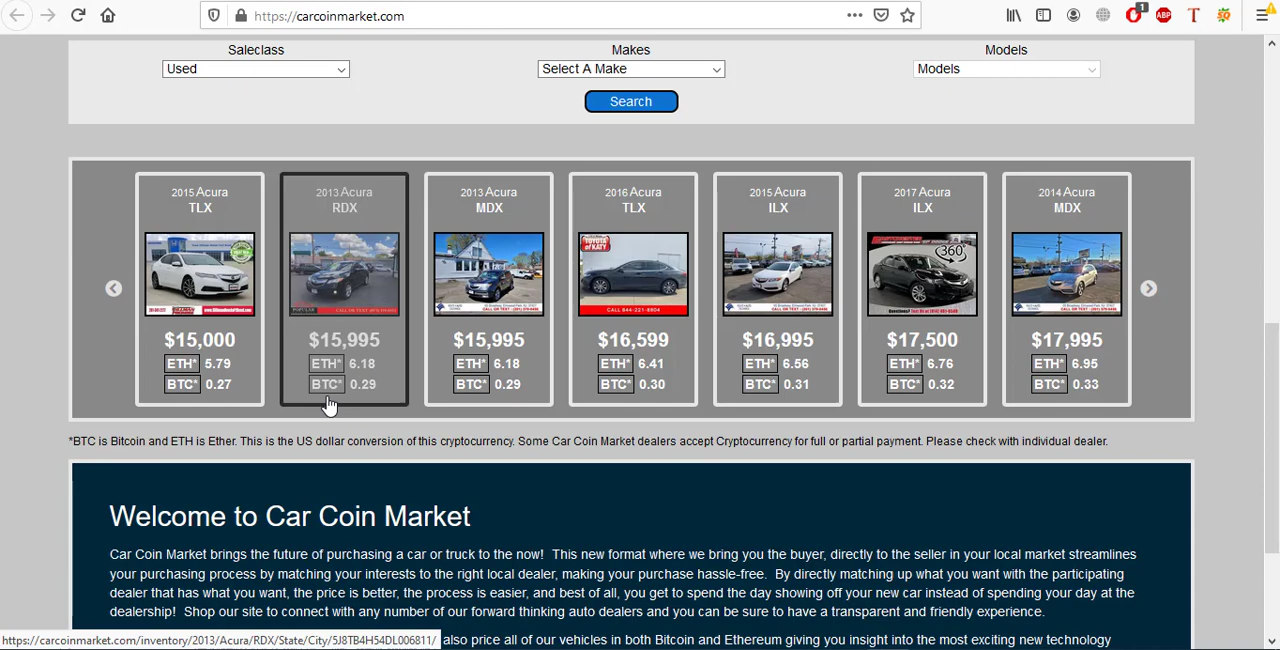 https://carcoinmarket.com
1
ABP
T
Saleclass Makes Models
Used Select A Make Models
Search
2015 Acura
TLX
$15,000
ETH* 5.79
BTC* 0.27
2013 Acura
RDX
$15,995
ETH* 6.18
BTC* 0.29
2013 Acura
MDX
$15,995
ETH* 6.18
BTC* 0.29
2016 Acura
TLX
TOYOTA
of KATY
CALL 844-221-8804
$16,599
ETH* 6.41
BTC* 0.30
2015 Acura
ILX
$16,995
ETH* 6.56
BTC* 0.31
2017 Acura
ILX
360
$17,500
ETH* 6.76
BTC* 0.32
2014 Acura
MDX
$17,995
ETH* 6.95
BTC* 0.33
*BTC is Bitcoin and ETH is Ether. This is the US dollar conversion of this cryptocurrency. Some Car Coin Market dealers accept Cryptocurrency for full or partial payment. Please check with individual dealer.
Welcome to Car Coin Market
Car Coin Market brings the future of purchasing a car or truck to the now! This new format where we bring you the buyer, directly to the seller in your local market streamlines
your purchasing process by matching your interests to the right local dealer, making your purchase hassle-free. By directly matching up what you want with the participating
dealer that has what you want, the price is better, the process is easier, and best of all, you get to spend the day showing off your new car instead of spending your day at the
dealership! Shop our site to connect with any number of our forward thinking auto dealers and you can be sure to have a transparent and friendly experience.
https://carcoinmarket.com/inventory/2013/Acura/RDX/State/City/5J8TB4H54DL006811/ also price all of our vehicles in both Bitcoin and Ethereum giving you insight into the most exciting new technology